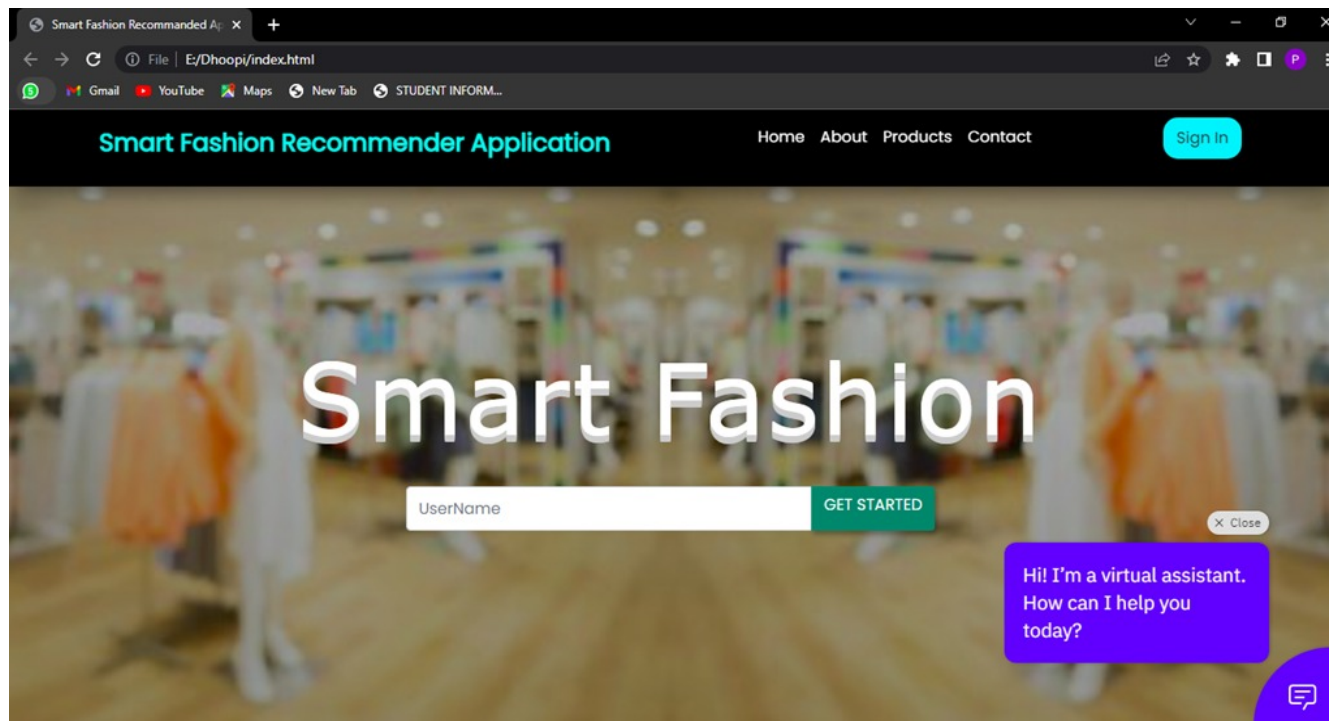 Smart Fashion Recommanded Ap
File | E:/Dhoopi/index.html
Gmail YouTube Maps New Tab STUDENT INFORM...
P
Smart Fashion Recommender Application
Home About Products Contact
Sign In
Smart Fashion
UserName
GET STARTED
× Close
Hi! I'm a virtual assistant.
How can I help you
today?